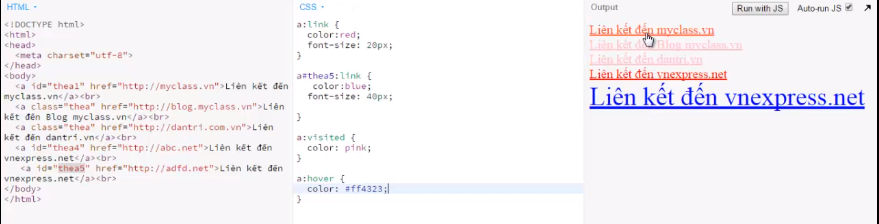 HTML
<!DOCTYPE html>
<html>
<head>
<meta charset="utf-8">
</head>
<body>
<a id="thea1" href="http://myclass.vn">Liên kết đến
myclass.vn</a><br>
<a class="thea" href="http://blog.myclass.vn">Liên
kết đến Blog myclass.vn</a><br>
<a class="thea" href="http://dantri.com.vn">Liên
kết đến dantri.vn</a><br>
<a id="thea4" href="http://abc.net">Liên kết đến
vnexpress.net</a><br>
<a id="thea5" href="http://adfd.net">Liên kết đến
vnexpress.net</a><br>
</body>
</html>
CSS
a:link {
color:red;
font-size: 20px;
}
a#thea5:link {
color:blue;
font-size: 40px;
}
a:visited {
color: pink;
}
a:hover {
color: #ff4323;
}
Output
Run with JS
Auto-run JS
Liên kết đến myclass.vn
Liên kết đến Blog myclass.vn
Liên kết đến dantri.vn
Liên kết đến vnexpress.net
Liên kết đến vnexpress.net